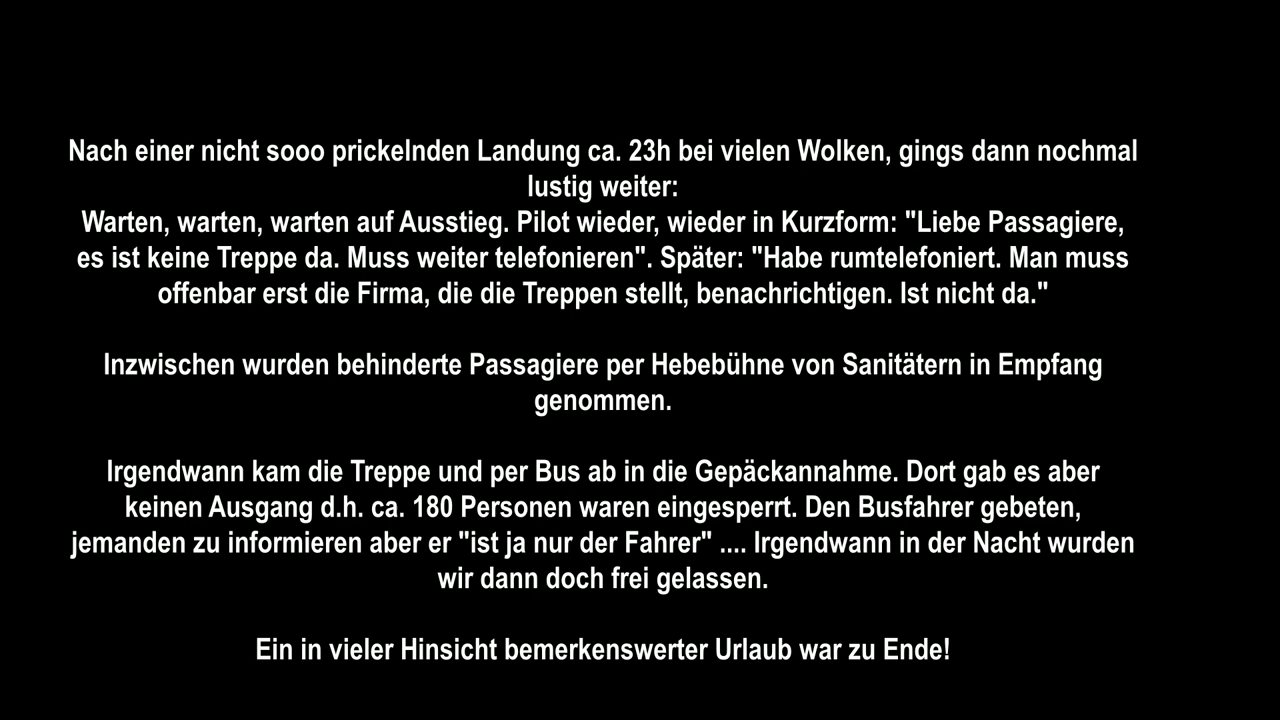 Nach einer nicht sooo prickelnden Landung ca. 23h bei vielen Wolken, gings dann nochmal
lustig weiter:
Warten, warten, warten auf Ausstieg. Pilot wieder, wieder in Kurzform: "Liebe Passagiere,
es ist keine Treppe da. Muss weiter telefonieren". Später: "Habe rumtelefoniert. Man muss
offenbar erst die Firma, die die Treppen stellt, benachrichtigen. Ist nicht da."
Inzwischen wurden behinderte Passagiere per Hebebühne von Sanitätern in Empfang
genommen.
Irgendwann kam die Treppe und per Bus ab in die Gepäckannahme. Dort gab es aber
keinen Ausgang d.h. ca. 180 Personen waren eingesperrt. Den Busfahrer gebeten,
jemanden zu informieren aber er "ist ja nur der Fahrer" .... Irgendwann in der Nacht wurden
wir dann doch frei gelassen.
Ein in vieler Hinsicht bemerkenswerter Urlaub war zu Ende!